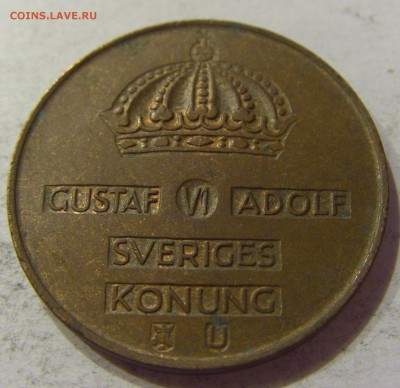 COINS.LAVE.RU
GUSTAF VI ADOLF
SVERIGES
KONUNG
U